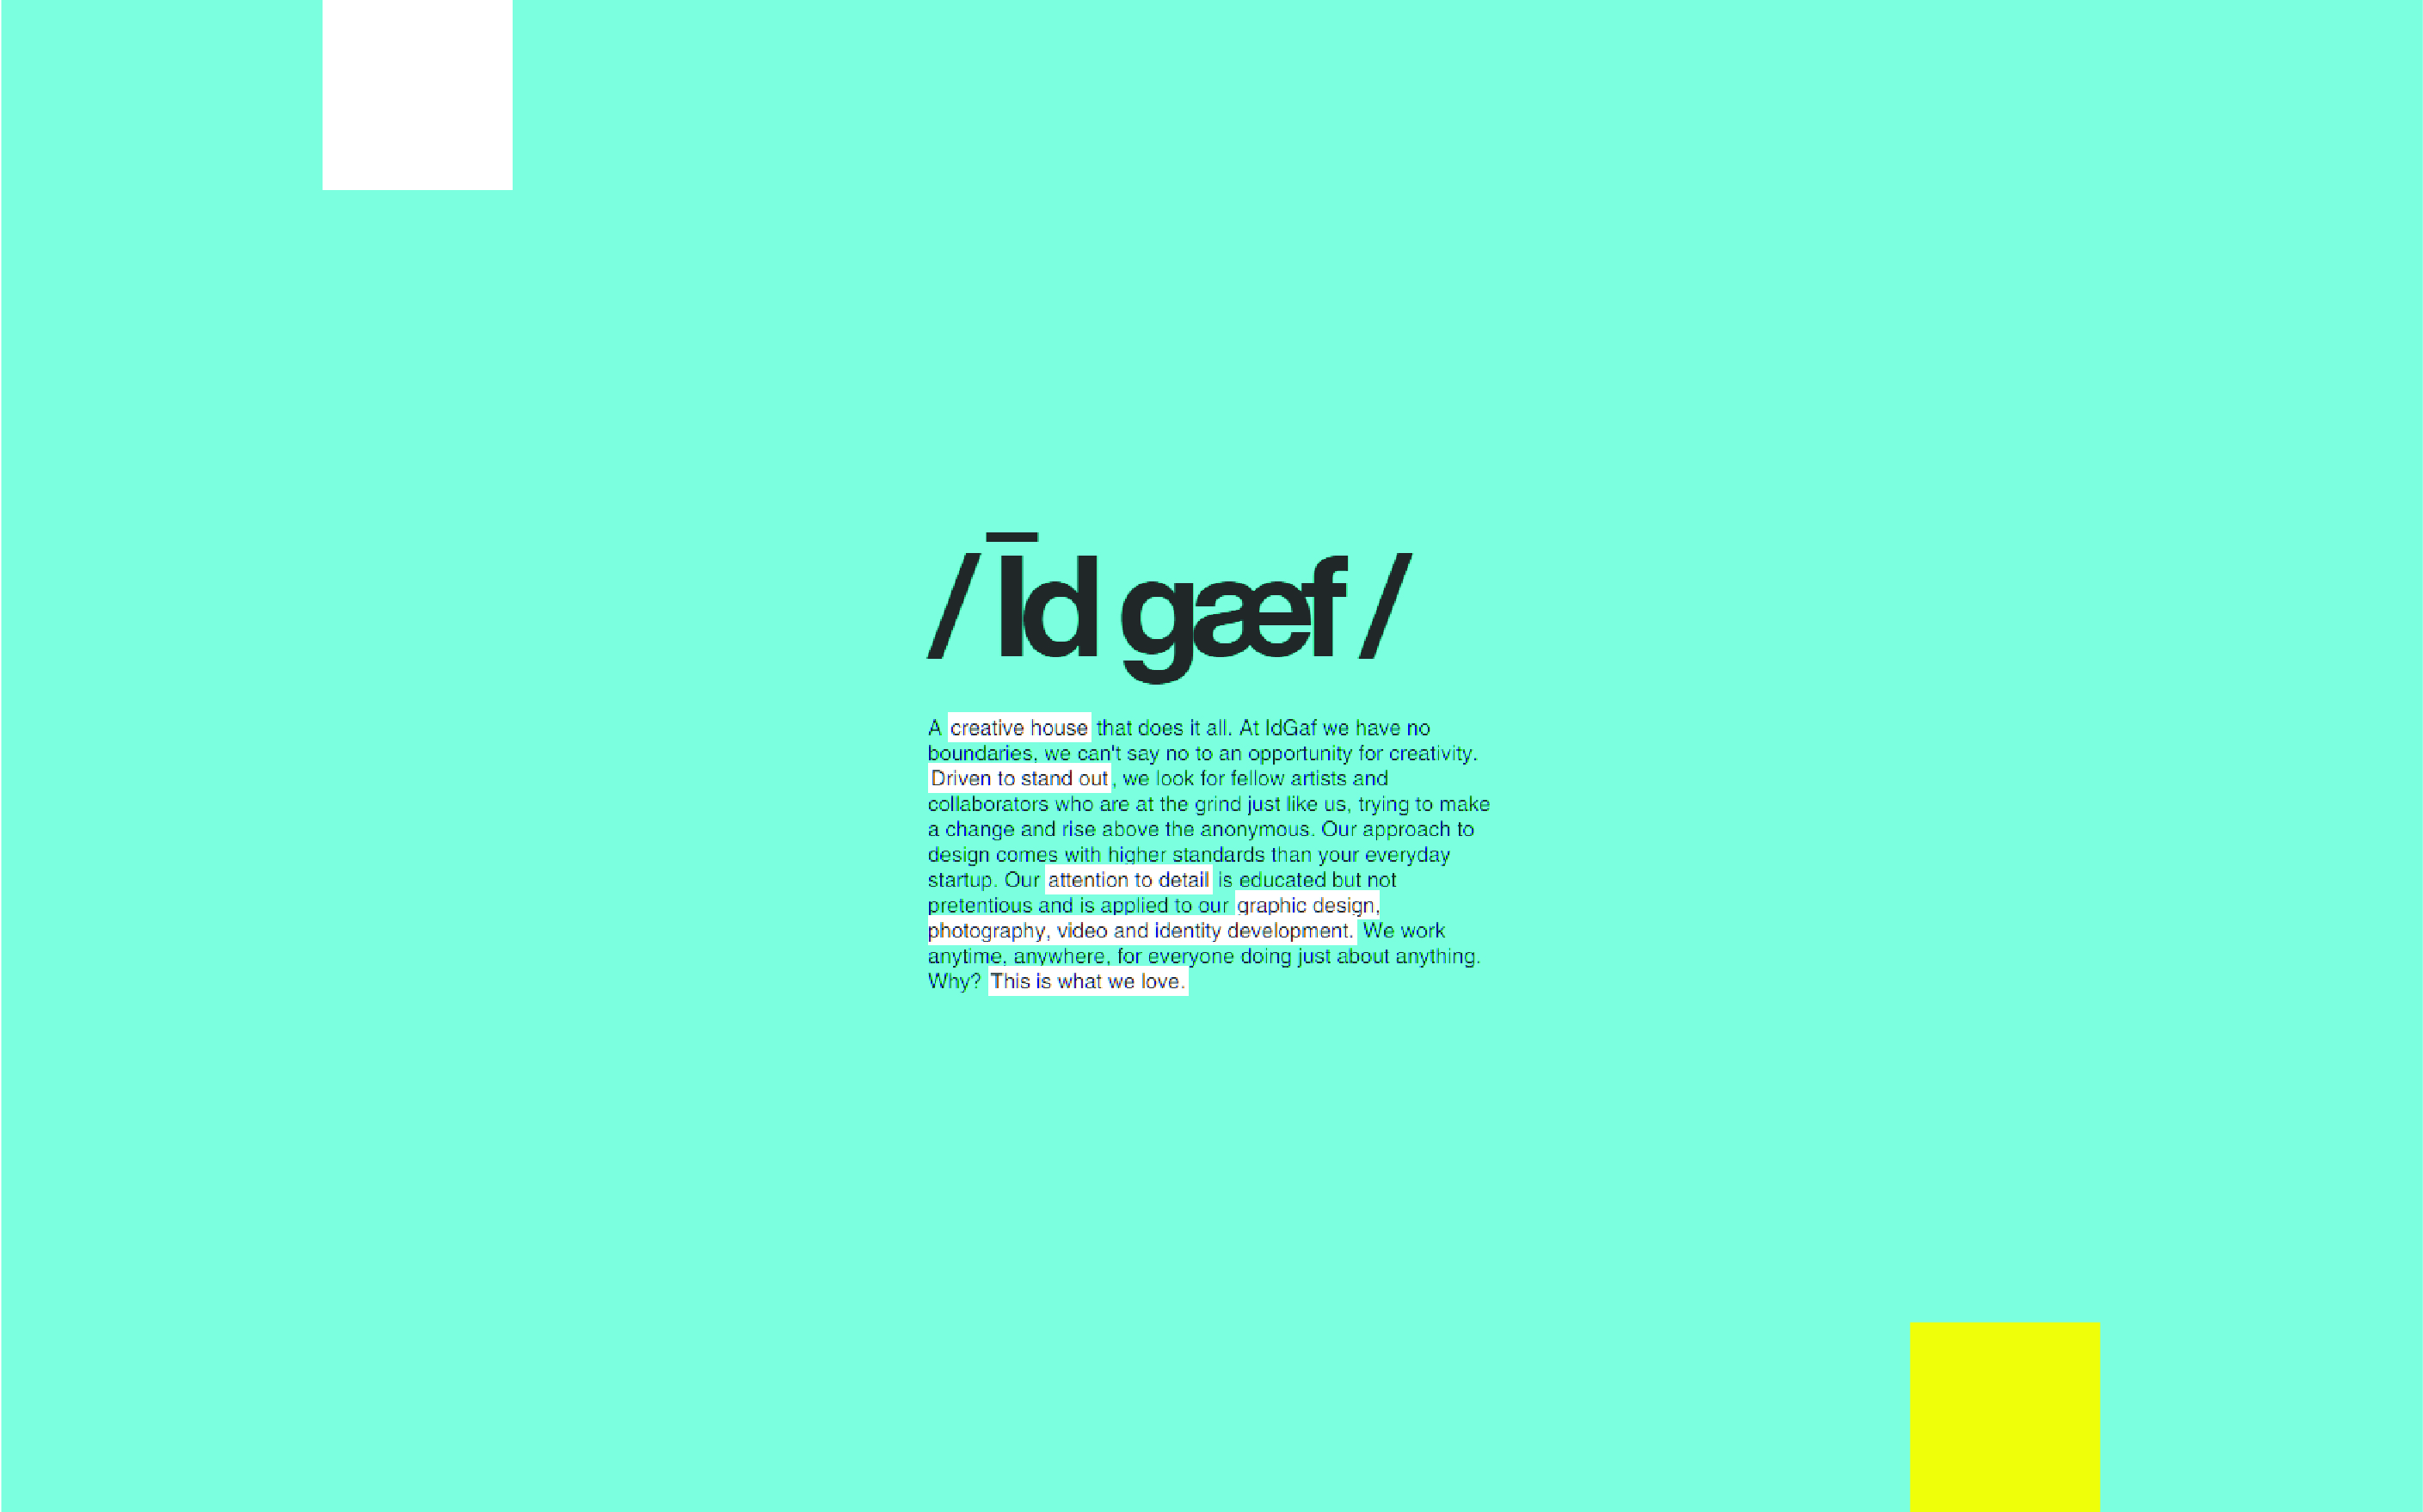 / Īd gæf /
A creative house that does it all. At IdGaf we have no
boundaries, we can't say no to an opportunity for creativity.
Driven to stand out, we look for fellow artists and
collaborators who are at the grind just like us, trying to make
a change and rise above the anonymous. Our approach to
design comes with higher standards than your everyday
startup. Our attention to detail is educated but not
pretentious and is applied to our graphic design,
photography, video and identity development. We work
anytime, anywhere, for everyone doing just about anything.
Why? This is what we love.